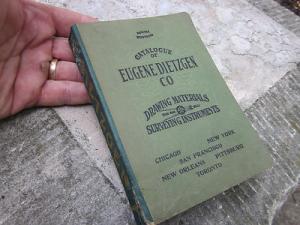 CATALOGUE
OF
EUGENE DIETZGEN
CO
DRAWING MATERIALS
SURVEYING INSTRUMENTS
CHICAGO NEW YORK
SAN FRANCISCO
NEW ORLEANS PITTSBURG
TORONTO